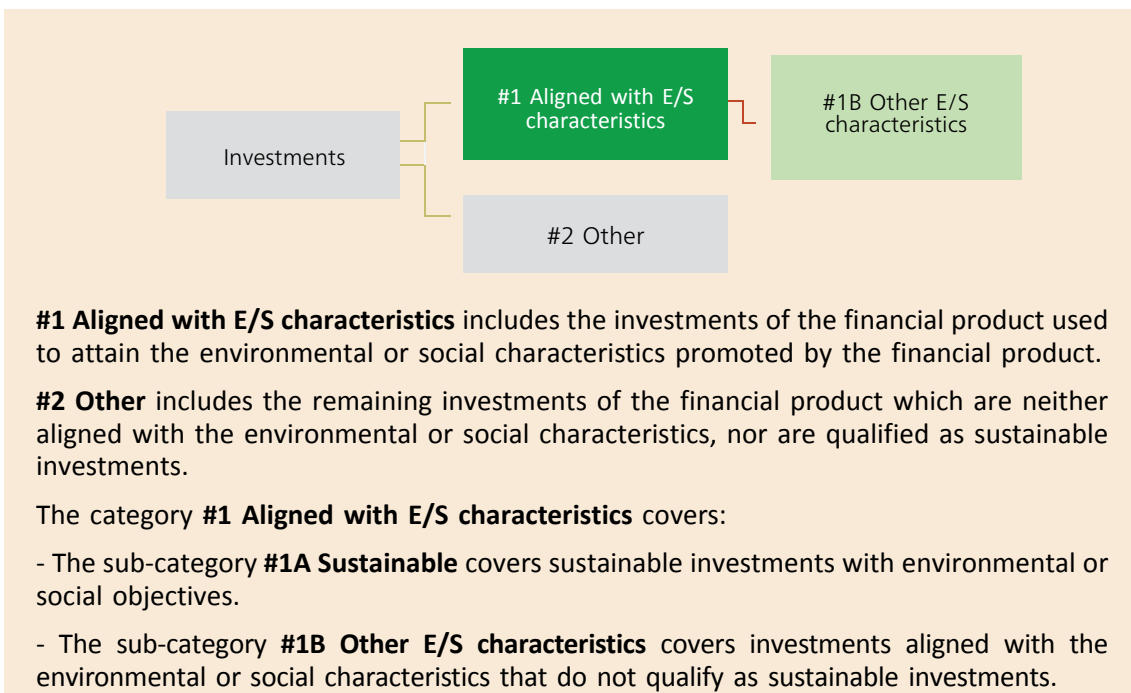 #1 Aligned with E/S
characteristics
#1B Other E/S
characteristics
Investments
#2 Other
#1 Aligned with E/S characteristics includes the investments of the financial product used
to attain the environmental or social characteristics promoted by the financial product.
#2 Other includes the remaining investments of the financial product which are neither
aligned with the environmental or social characteristics, nor are qualified as sustainable
investments.
The category #1 Aligned with E/S characteristics covers:
- The sub-category #1A Sustainable covers sustainable investments with environmental or
social objectives.
- The sub-category #1B Other E/S characteristics covers investments aligned with the
environmental or social characteristics that do not qualify as sustainable investments.